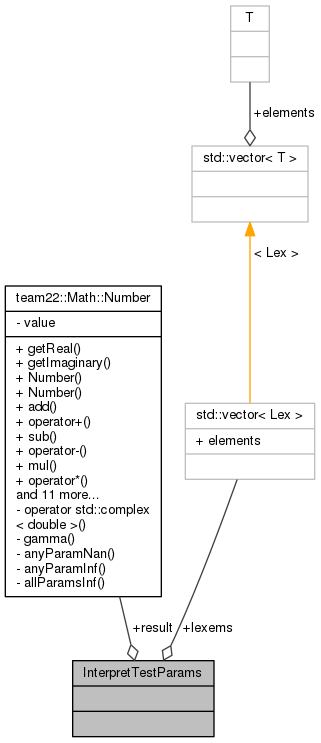 T
+elements
std::vector< T >
< Lex >
team22::Math::Number
- value
+ getReal()
+ getImaginary()
+ Number()
+ Number()
+ add()
+ operator+()
+ sub()
+ operator-()
+ mul()
+ operator*()
and 11 more...
- operator std::complex
< double >()
- gamma()
- anyParamNan()
- anyParamInf()
- allParamsInf()
std::vector< Lex >
+ elements
+result
+lexems
InterpretTestParams